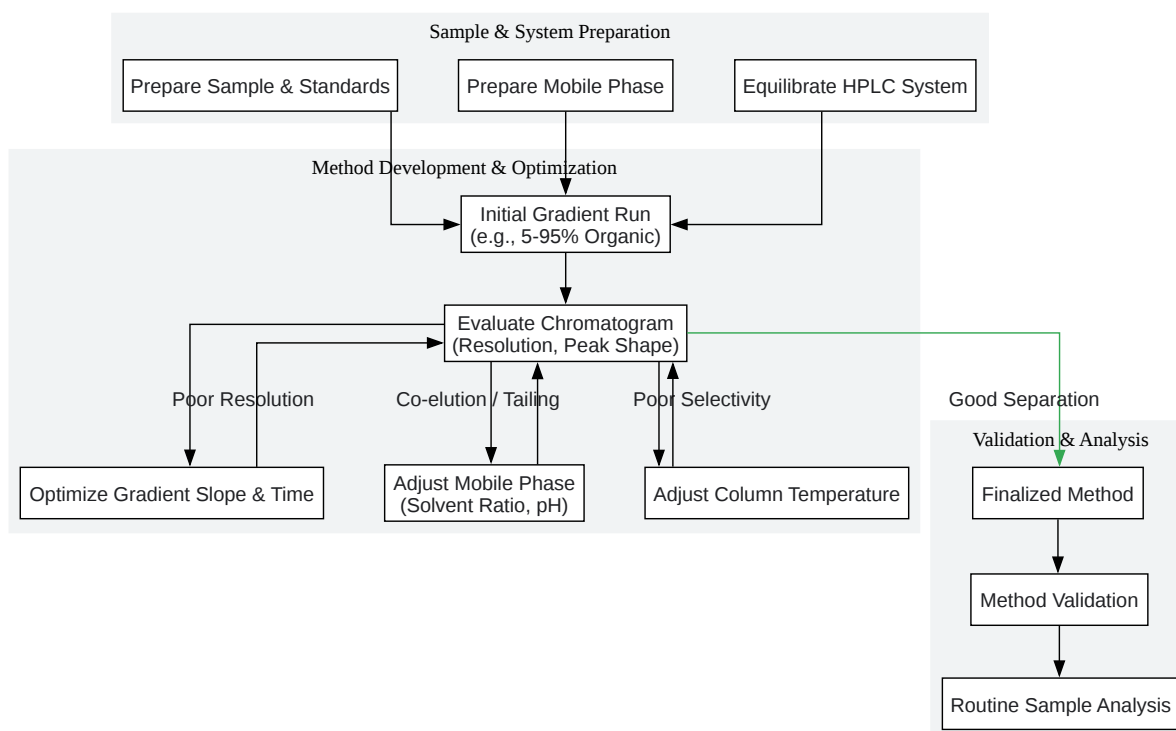 Sample & System Preparation
Prepare Sample & Standards
Prepare Mobile Phase
Equilibrate HPLC System
Method Development & Optimization
Initial Gradient Run
(e.g., 5-95% Organic)
Evaluate Chromatogram
(Resolution, Peak Shape)
Poor Resolution
Co-elution / Tailing
Poor Selectivity
Good Separation
Validation & Analysis
Optimize Gradient Slope & Time
Adjust Mobile Phase
(Solvent Ratio, pH)
Adjust Column Temperature
Finalized Method
Method Validation
Routine Sample Analysis